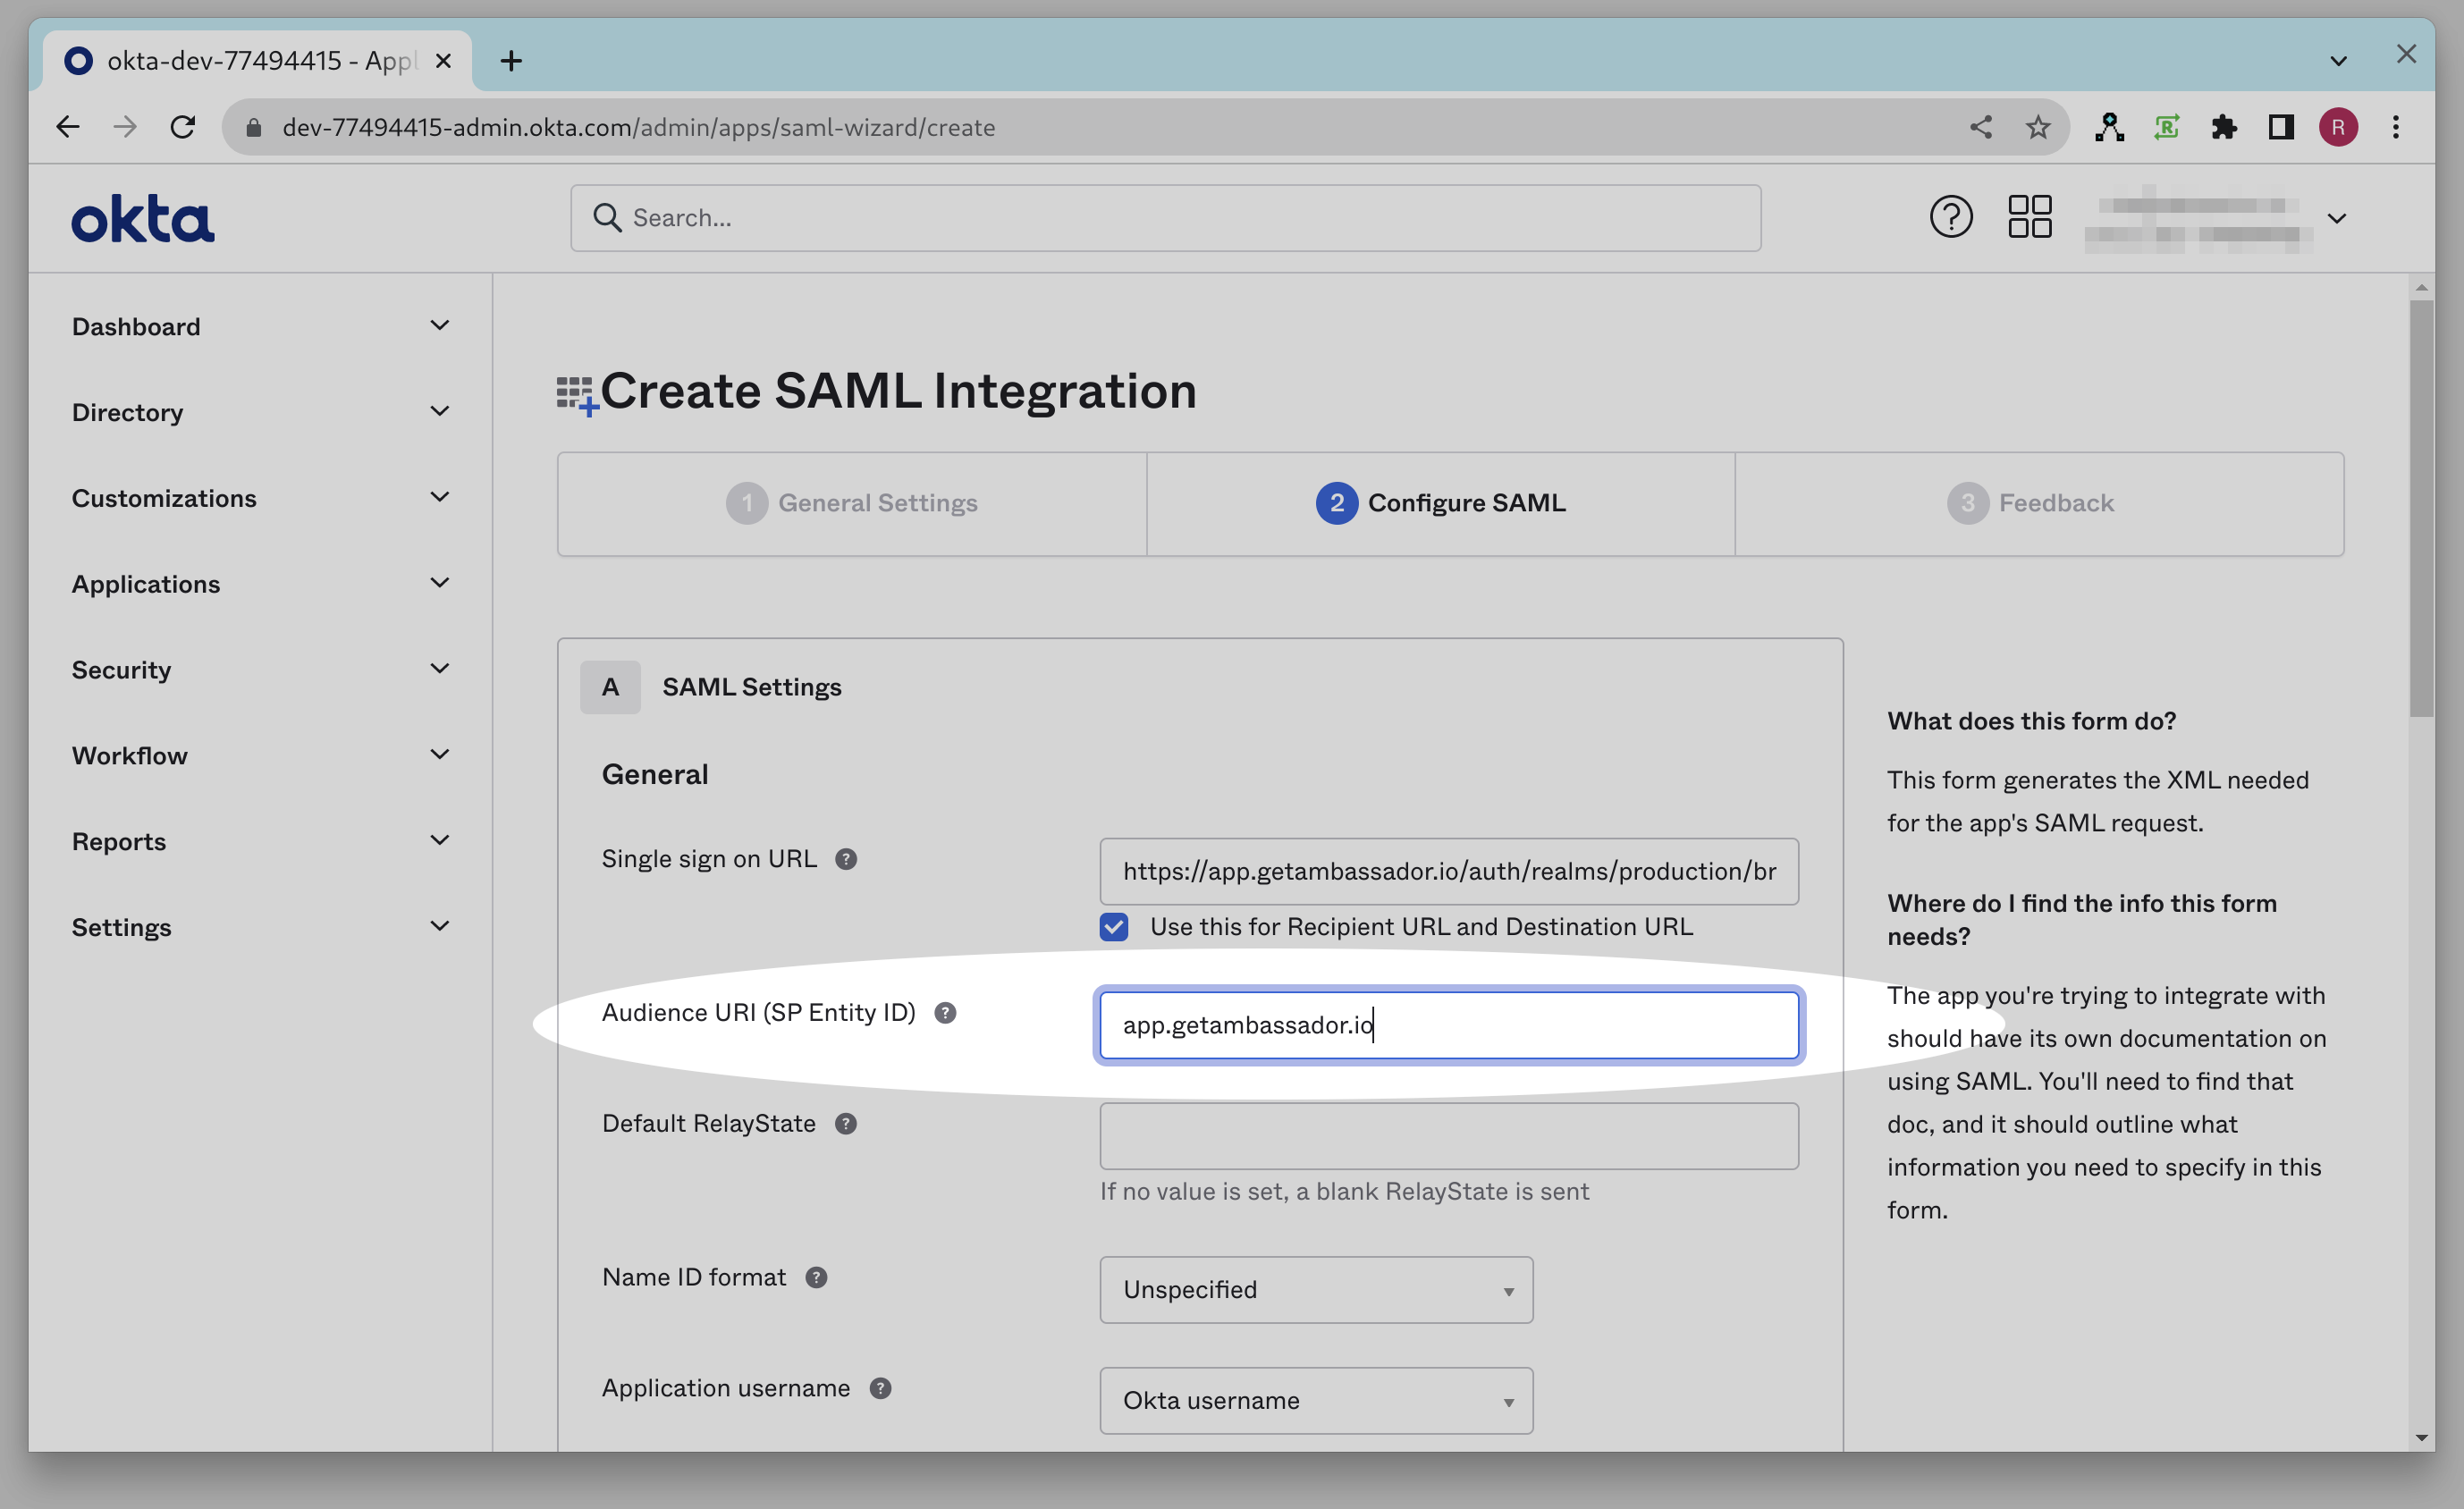 okta-dev-77494415 - Appl
dev-77494415-admin.okta.com/admin/apps/saml-wizard/create
R
R
okta
Search...
Dashboard
Directory
Customizations
Applications
Security
Workflow
Reports
Settings
Create SAML Integration
1 General Settings
2 Configure SAML
3 Feedback
A SAML Settings
General
Single sign on URL ?
https://app.getambassador.io/auth/realms/production/br
Use this for Recipient URL and Destination URL
Audience URI (SP Entity ID) ?
app.getambassador.io
Default RelayState ?
If no value is set, a blank RelayState is sent
Name ID format ?
Unspecified
Application username ?
Okta username
What does this form do?
This form generates the XML needed
for the app's SAML request.
Where do I find the info this form
needs?
The app you're trying to integrate with
should have its own documentation on
using SAML. You'll need to find that
doc, and it should outline what
information you need to specify in this
form.